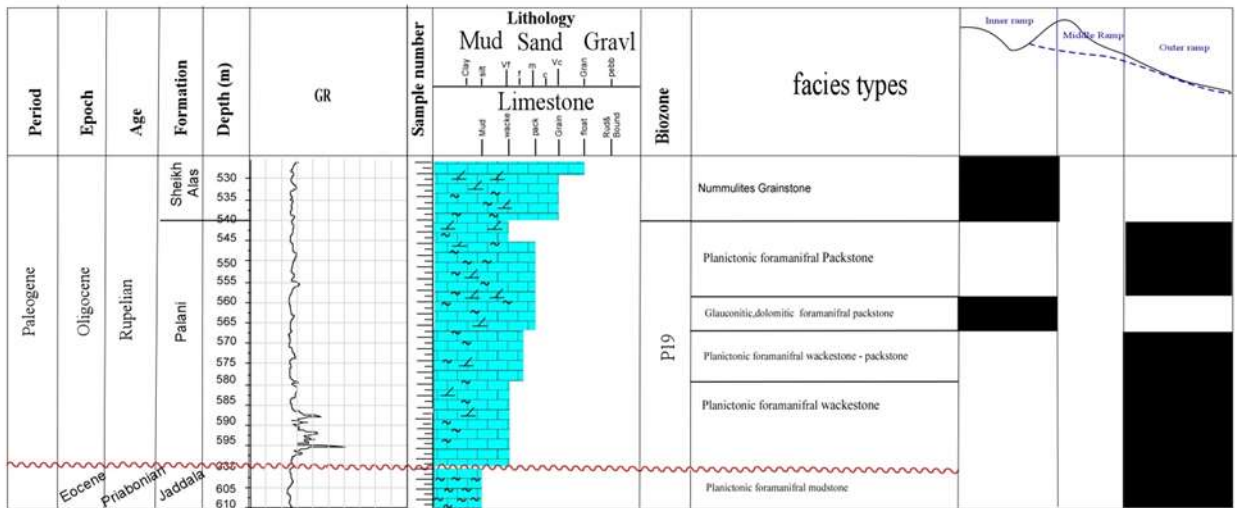 Period
Epoch
Age
Formation
Depth (m)
GR
Sample number
Lithology
Mud Sand Gravl
Clay silt Vf f m c Vc Gran pebb
Limestone
Mud wacke pack Grain float Rud& Bound
Biozone
facies types
Inner ramp
Middle Ramp
Outer ramp
Paleogene
Oligocene
Rupelian
Sheikh Alas
Palani
530
535
540
545
550
555
560
565
570
575
580
585
590
595
605
610
P19
Nummulites Grainstone
Planictonic foramanifral Packstone
Glauconitic,dolomitic foramanifral packstone
Planictonic foramanifral wackestone - packstone
Planictonic foramanifral wackestone
Eocene
Priabonian
Jaddala
Planictonic foramanifral mudstone